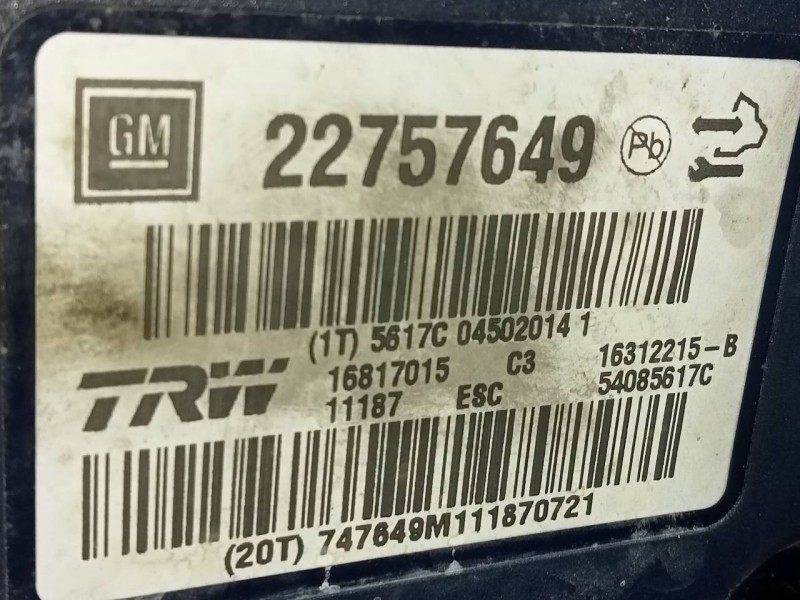 GM 22757649 Pb
(1T) 5617C 04502014 1
TRW 16817015 C3 16312215-B
11187 ESC 54085617C
(20T) 747649M111870721